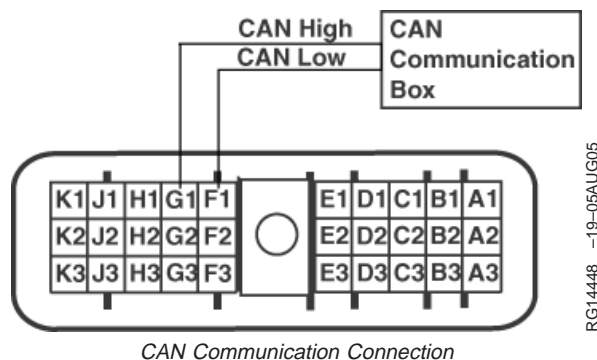 CAN High
CAN
CAN Low
Communication
Box
K1 J1 H1 G1 F1 E1 D1 C1 B1 A1
K2 J2 H2 G2 F2 E2 D2 C2 B2 A2
K3 J3 H3 G3 F3 E3 D3 C3 B3 A3
RG14448 –19–05AUG05
CAN Communication Connection